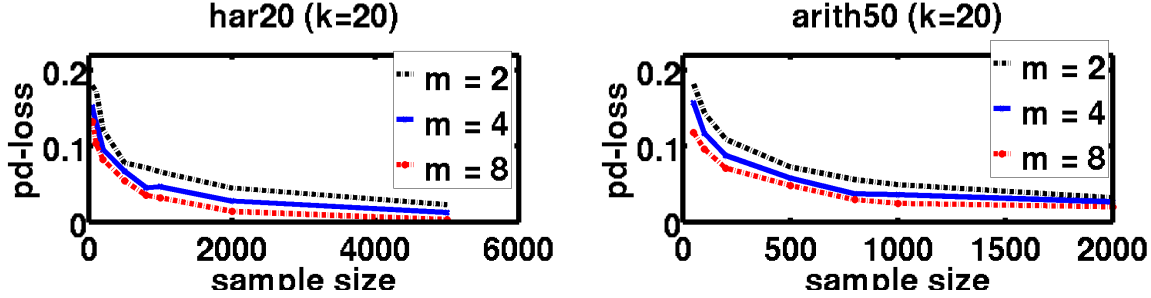 har20 (k=20)
pd-loss
0.2
0.1
0
m = 2
m = 4
m = 8
0 2000 4000 6000
sample size
arith50 (k=20)
pd-loss
0.2
0.1
0
m = 2
m = 4
m = 8
0 500 1000 1500 2000
sample size